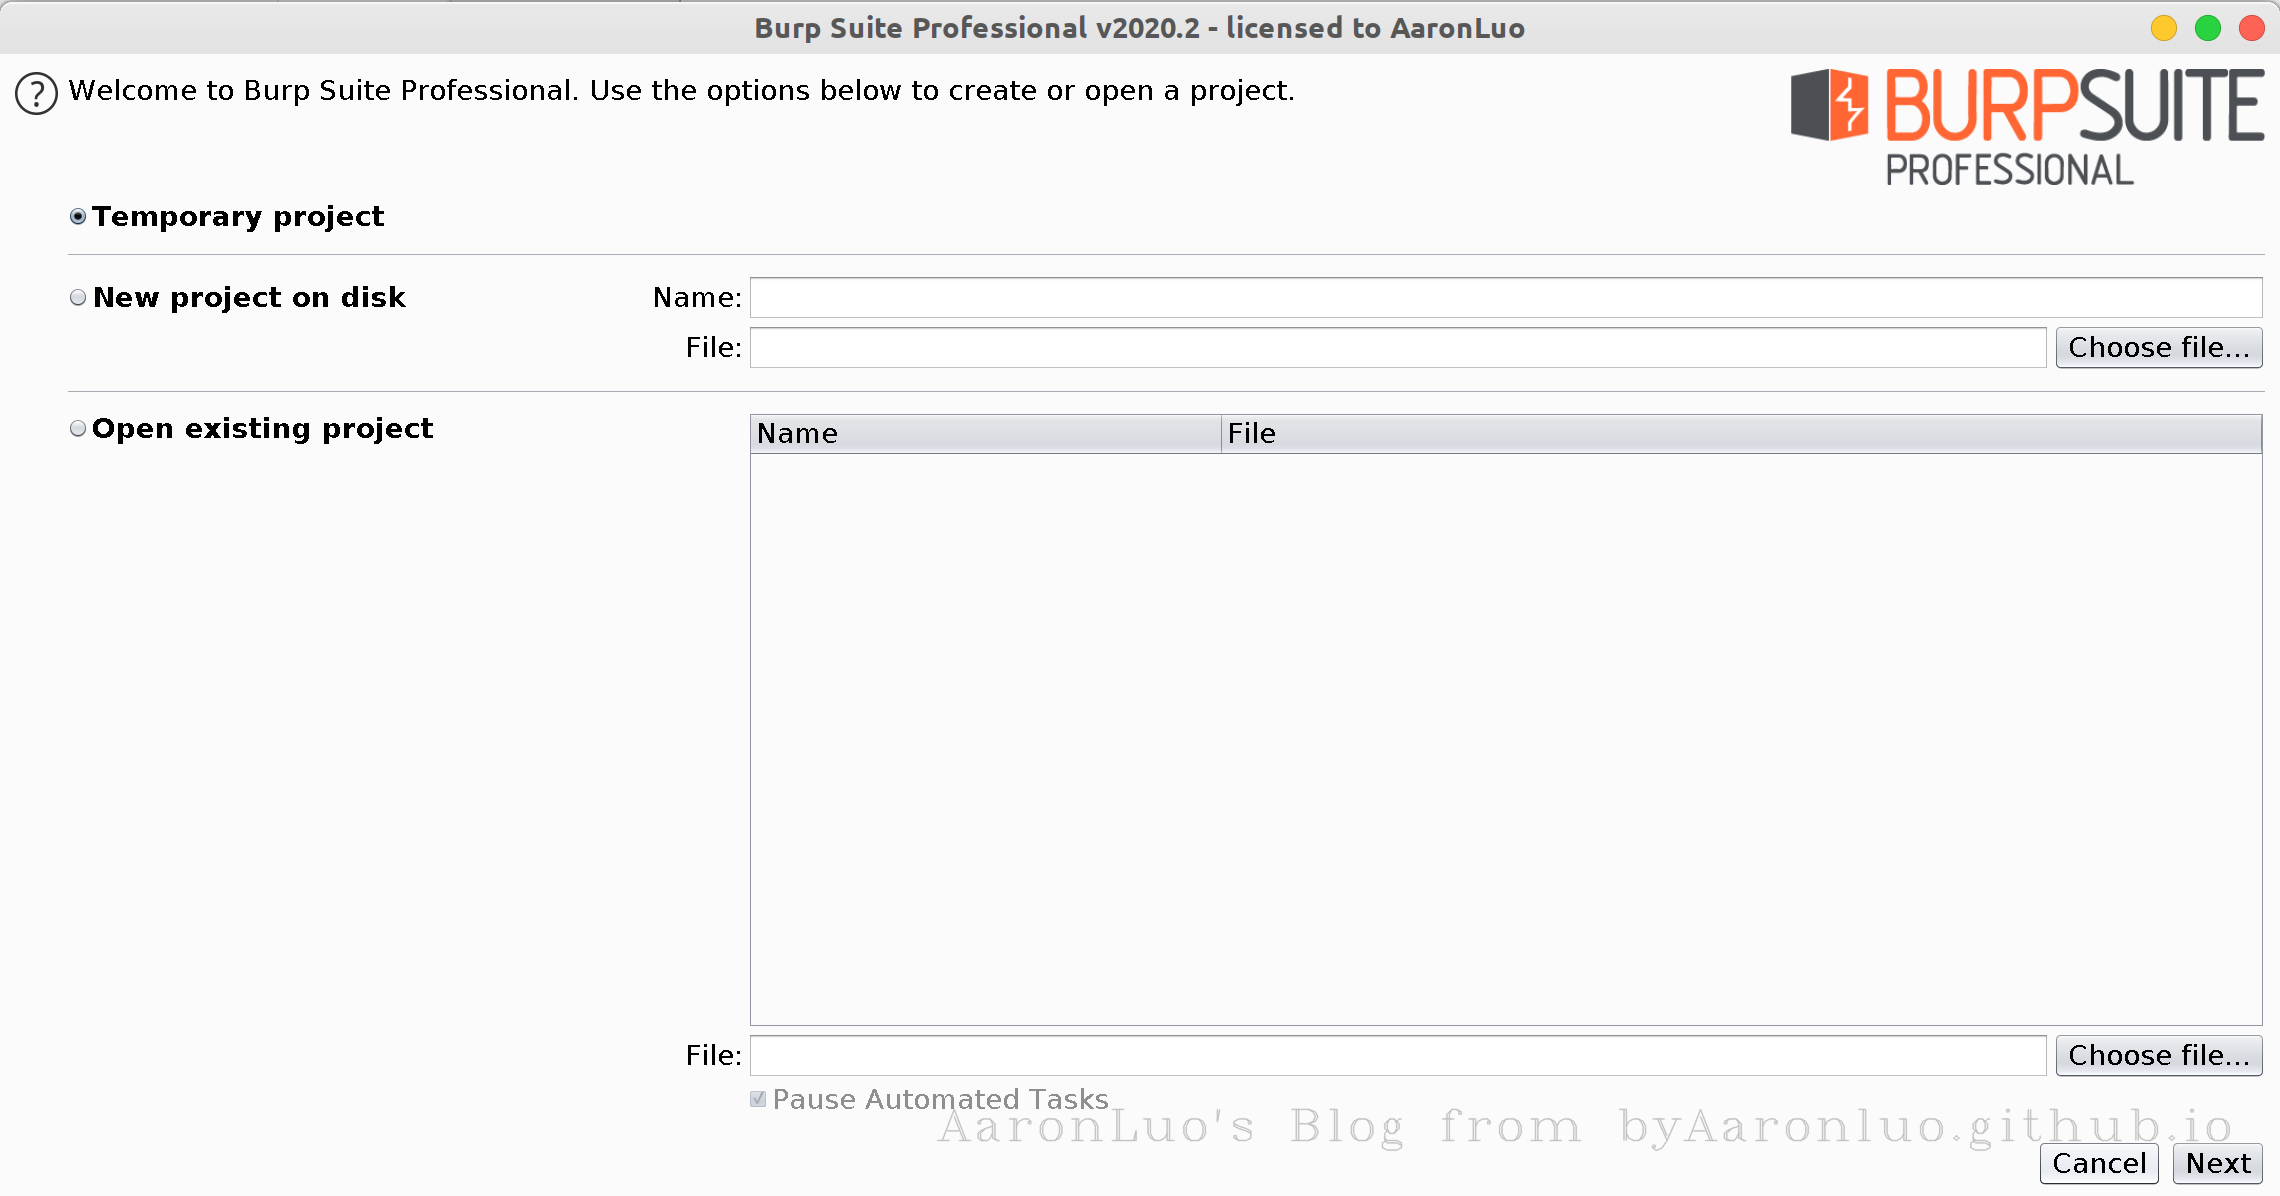 Burp Suite Professional v2020.2 - licensed to AaronLuo
? Welcome to Burp Suite Professional. Use the options below to create or open a project.
BURPSUITE
PROFESSIONAL
Temporary project
New project on disk
Name:
File:
Choose file...
Open existing project
Name File
File:
Choose file...
Pause Automated Tasks
AaronLuo's Blog from byAaronluo.github.io
Cancel Next